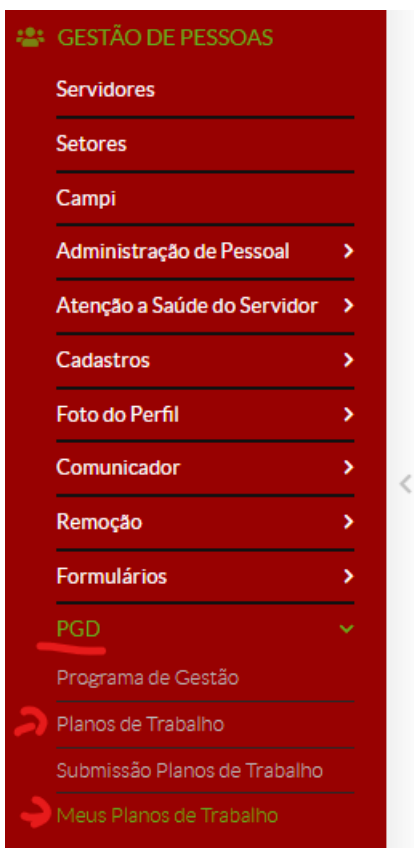 GESTÃO DE PESSOAS
Servidores
Setores
Campi
Administração de Pessoal
Atenção a Saúde do Servidor
Cadastros
Foto do Perfil
Comunicador
Remoção
Formulários
PGD
Programa de Gestão
Planos de Trabalho
Submissão Planos de Trabalho
Meus Planos de Trabalho